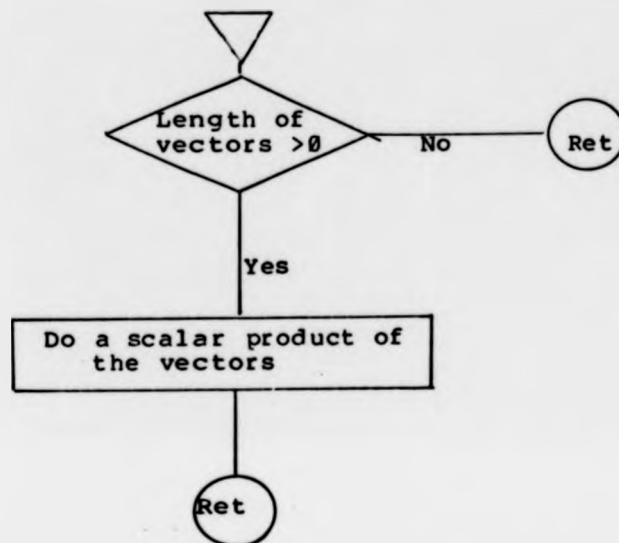 Length of
vectors >0
No
Ret
Yes
Do a scalar product of
the vectors
Ret